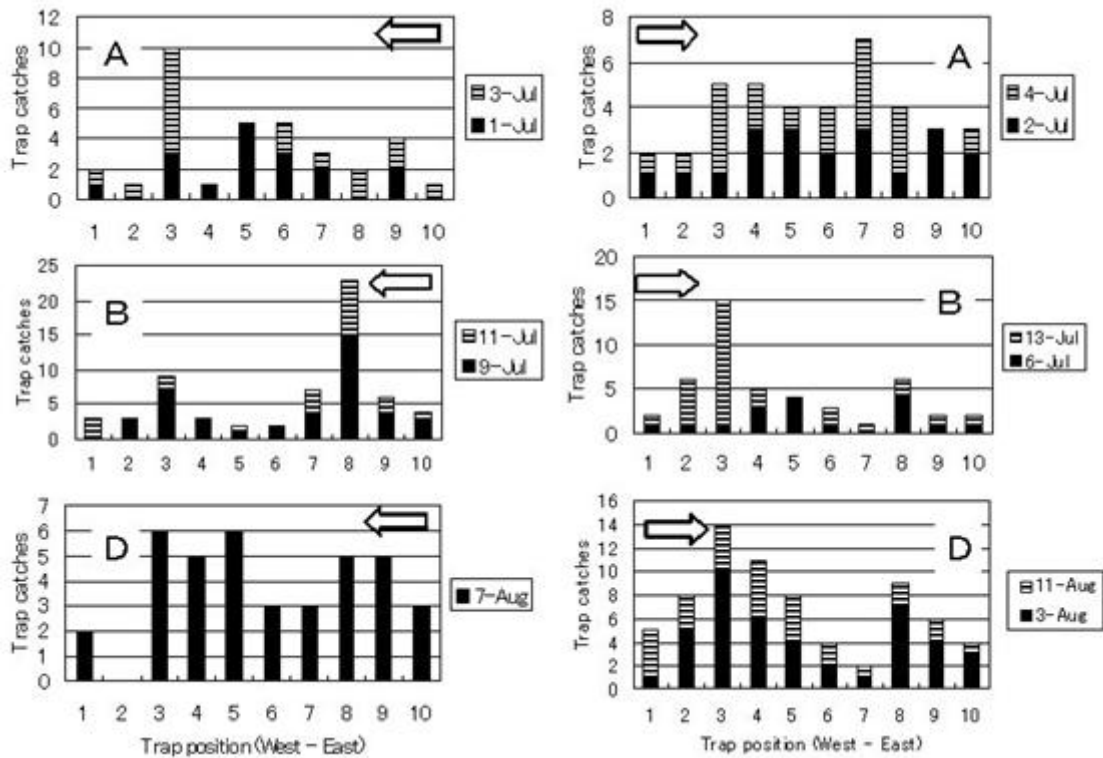 A
Trap catches
12
10
8
6
4
2
0
1 2 3 4 5 6 7 8 9 10
3-Jul
1-Jul
A
Trap catches
8
6
4
2
0
1 2 3 4 5 6 7 8 9 10
4-Jul
2-Jul
B
Trap catches
25
20
15
10
5
0
1 2 3 4 5 6 7 8 9 10
11-Jul
9-Jul
B
Trap catches
20
15
10
5
0
1 2 3 4 5 6 7 8 9 10
13-Jul
6-Jul
D
Trap catches
7
6
5
4
3
2
1
0
1 2 3 4 5 6 7 8 9 10
Trap position (West - East)
7-Aug
D
Trap catches
16
14
12
10
8
6
4
2
0
1 2 3 4 5 6 7 8 9 10
Trap position (West - East)
11-Aug
3-Aug